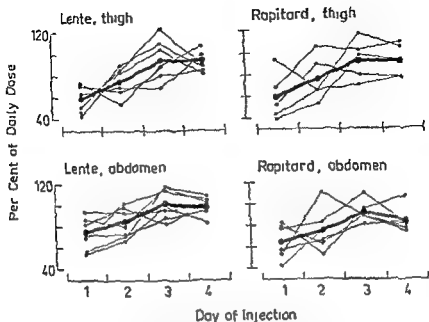 Lente, thigh
Rapitard, thigh
120
40
Lente, abdomen
Rapitard, abdomen
120
40
Per Cent of Daily Dose
1 2 3 4
1 2 3 4
Day of Injection